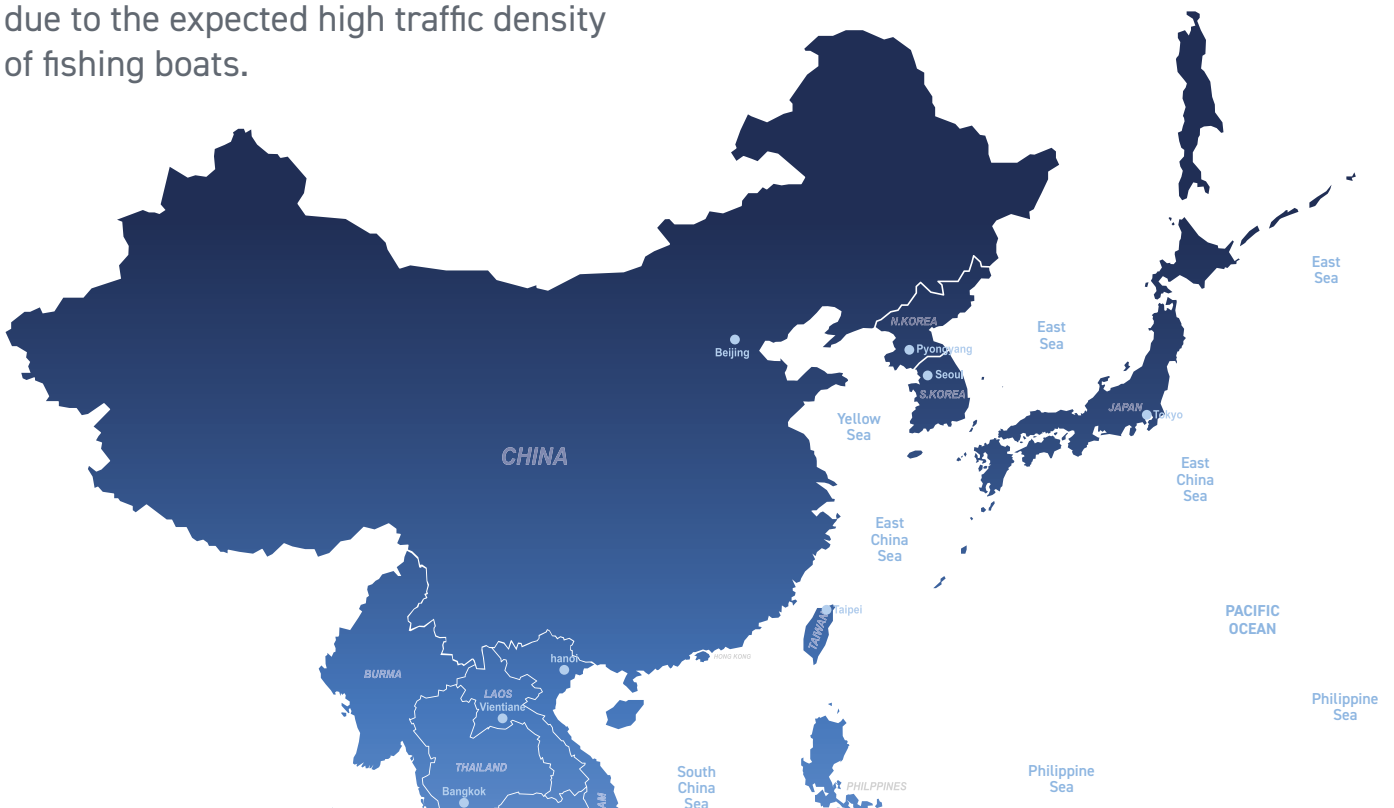 due to the expected high traffic density
of fishing boats.
East
Sea
N.KOREA
East
Sea
Beijing
Pyongyang
Seoul
S.KOREA
JAPAN
Tokyo
Yellow
Sea
CHINA
East
China
Sea
East
China
Sea
Taipei
TAIWAN
PACIFIC
OCEAN
HONG KONG
hanoi
BURMA
LAOS
Vientiane
Philippine
Sea
THAILAND
South
China
Sea
Philippine
Sea
PHILPPINES
Bangkok
AM